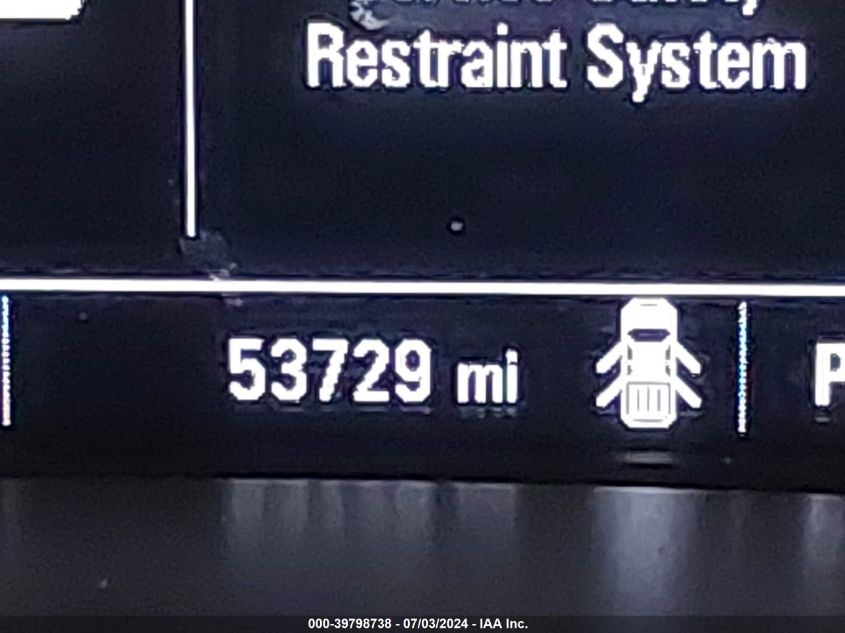 Restraint System
53729 mi
P
000-39798738 - 07/03/2024 - IAA Inc.